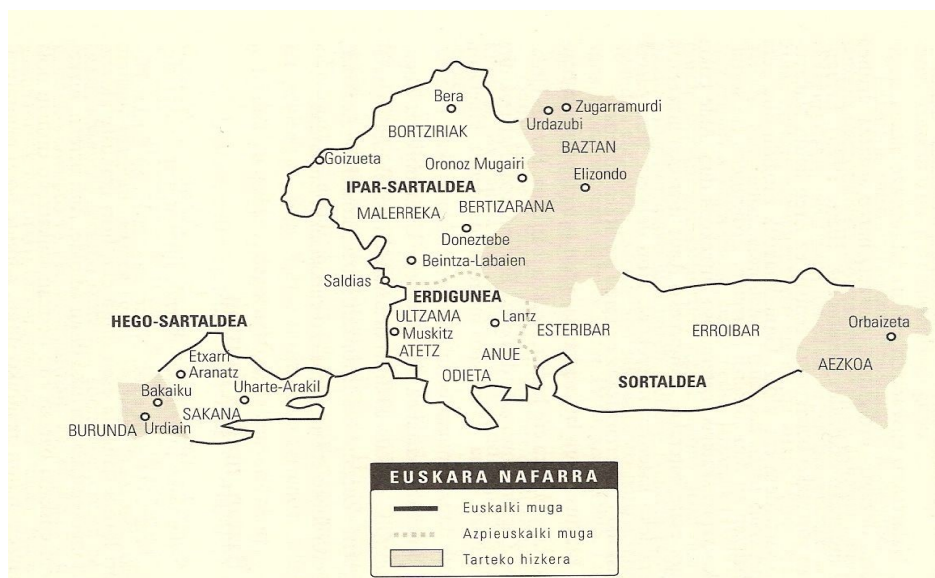 Bera
Zugarramurdi
Urdazubi
BORTZIRIAK
BAZTAN
Goizueta
Oronoz Mugairi
Elizondo
IPAR-SARTALDEA
BERTIZARANA
MALERREKA
Doneztebe
Beintza-Labaien
Saldias
ERDIGUNEA
HEGO-SARTALDEA
ULTZAMA
Lantz
Muskitz
ESTERIBAR
ERROIBAR
Orbaizeta
ATETZ
ANUE
AEZKOA
Etxarri
Aranatz
ODIETA
SORTALDEA
Bakaiku
Uharte-Arakil
SAKANA
BURUNDA
Urdiain
EUSKARA NAFARRA
Euskalki muga
Azpieuskalki muga
Tarteko hizkera